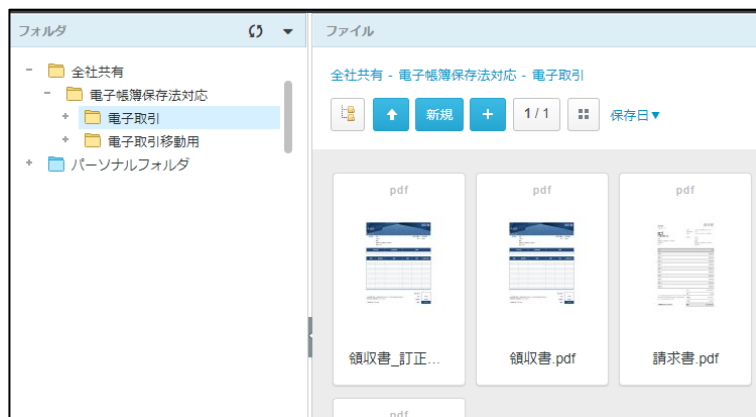 フォルダ
全社共有
電子帳簿保存法対応
電子取引
電子取引移動用
パーソナルフォルダ
ファイル
全社共有 - 電子帳簿保存法対応 - 電子取引
新規
1 / 1
保存日▼
pdf
pdf
pdf
領収書_訂正...
領収書.pdf
請求書.pdf
pdf